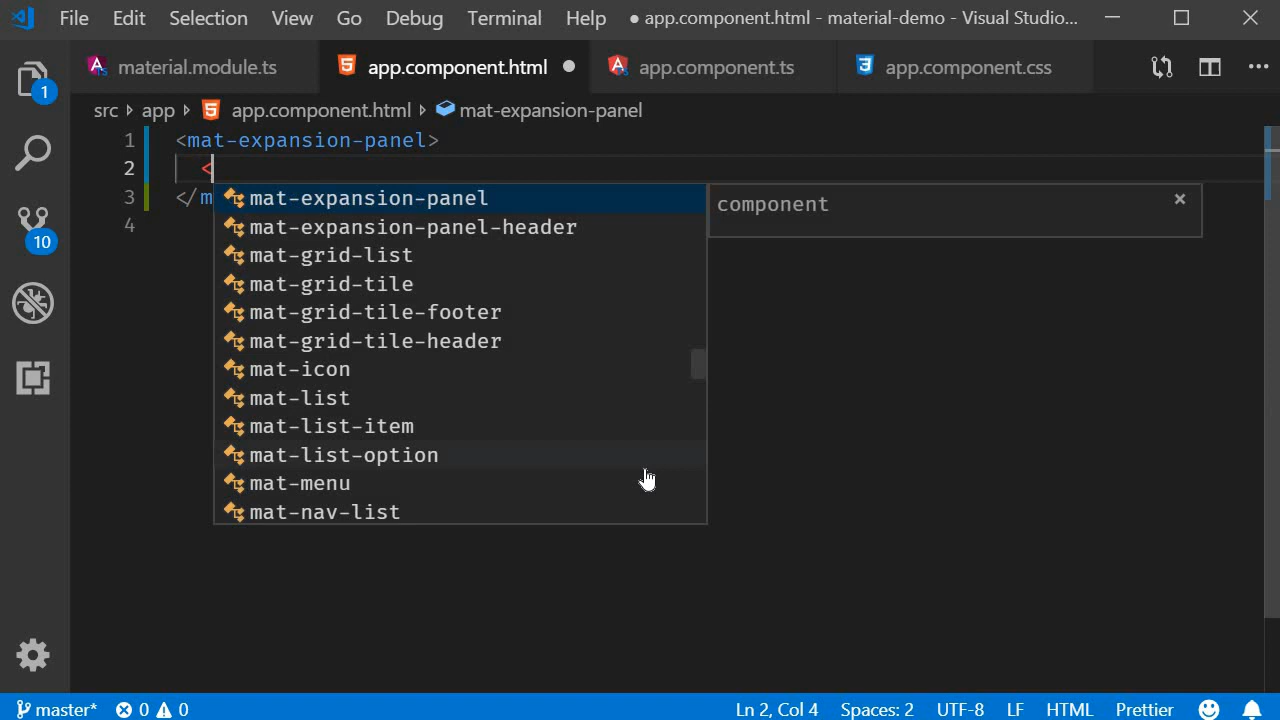 File Edit Selection View Go Debug Terminal Help ● app.component.html - material-demo - Visual Studio...
material.module.ts app.component.html app.component.ts app.component.css
1
src app app.component.html mat-expansion-panel
1 <mat-expansion-panel>
2 <
3 </m
4
mat-expansion-panel
component
mat-expansion-panel-header
mat-grid-list
mat-grid-tile
mat-grid-tile-footer
mat-grid-tile-header
mat-icon
mat-list
mat-list-item
mat-list-option
mat-menu
mat-nav-list
10
master* 0 0 Ln 2, Col 4 Spaces: 2 UTF-8 LF HTML Prettier